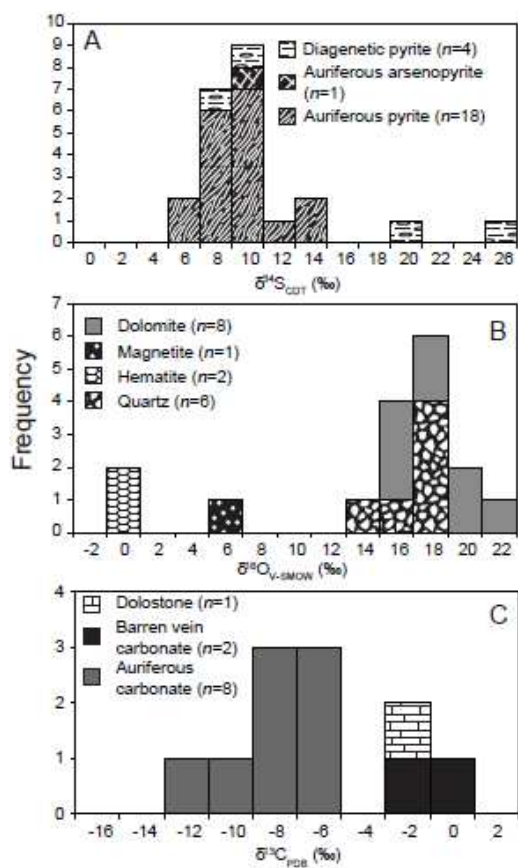 A
Diagenetic pyrite (n=4)
Auriferous arsenopyrite
(n=1)
Auriferous pyrite (n=18)
10
9
8
7
6
5
4
3
2
1
0
0 2 4 6 8 10 12 14 16 18 20 22 24 26
δ³⁴S_CDT (‰)
B
Dolomite (n=8)
Magnetite (n=1)
Hematite (n=2)
Quartz (n=6)
Frequency
7
6
5
4
3
2
1
0
-2 0 2 4 6 8 10 12 14 16 18 20 22
δ¹⁸O_V-SMOW (‰)
C
Dolostone (n=1)
Barren vein
carbonate (n=2)
Auriferous
carbonate (n=8)
4
3
2
1
0
-16 -14 -12 -10 -8 -6 -4 -2 0 2
δ¹³C_PDB (‰)